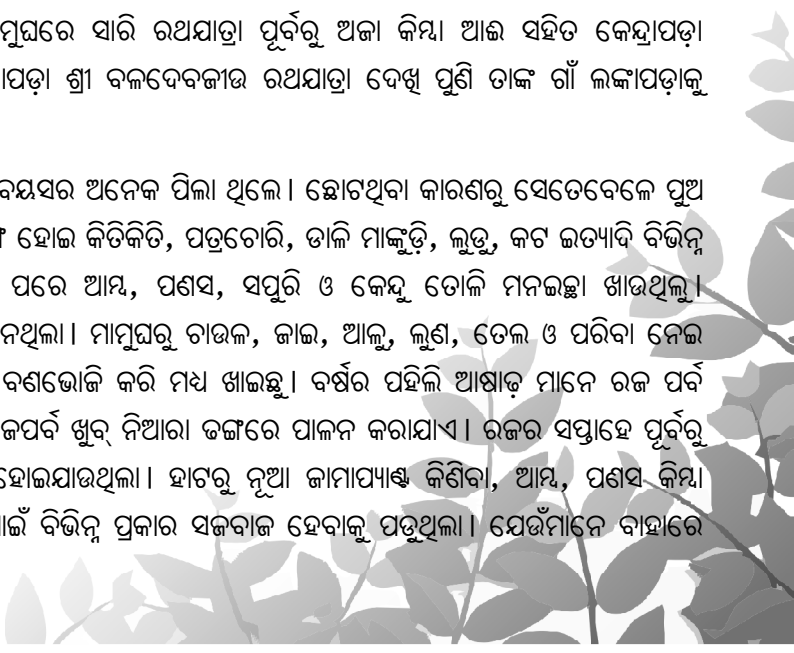 ମୁଘରେ ସାରି ରଥଯାତ୍ରା ପୂର୍ବରୁ ଅଜା କିମ୍ବା ଆଈ ସହିତ କେନ୍ଦ୍ରାପଡ଼ା
ାପଡ଼ା ଶ୍ରୀ ବଳଦେବଜୀଉ ରଥଯାତ୍ରା ଦେଖି ପୁଣି ତାଙ୍କ ଗାଁ ଲଙ୍କାପଡ଼ାକୁ
ବୟସର ଅନେକ ପିଲା ଥିଲେ। ଛୋଟଥିବା କାରଣରୁ ସେତେବେଳେ ପୁଅ
ହୋଇ କିତିକିତି, ପତ୍ରଚୋରି, ଡାଳି ମାଙ୍କୁଡ଼ି, ଲୁଡୁ, କଟ ଇତ୍ୟାଦି ବିଭିନ୍ନ
ପରେ ଆମ୍ବ, ପଣସ, ସପୁରି ଓ କେନ୍ଦୁ ତୋଳି ମନଇଚ୍ଛା ଖାଉଥିଲୁ।
ନଥିଲା। ମାମୁଘରୁ ଚାଉଳ, ଜାଇ, ଆଳୁ, ଲୁଣ, ତେଲ ଓ ପରିବା ନେଇ
ବଣଭୋଜି କରି ମଧ୍ୟ ଖାଇଛୁ। ବର୍ଷର ପହିଲି ଆଷାଢ଼ ମାନେ ରଜ ପର୍ବ
ଜପର୍ବ ଖୁବ୍ ନିଆରା ଢଙ୍ଗରେ ପାଳନ କରାଯାଏ। ରଜର ସପ୍ତାହେ ପୂର୍ବରୁ
ହୋଇଯାଉଥିଲା। ହାଟରୁ ନୂଆ ଜାମାପ୍ୟାଣ୍ଟ କିଣିବା, ଆମ୍ବ, ପଣସ କିମ୍ବା
ାଇଁ ବିଭିନ୍ନ ପ୍ରକାର ସଜବାଜ ହେବାକୁ ପଡୁଥିଲା। ଯେଉଁମାନେ ବାହାରେ